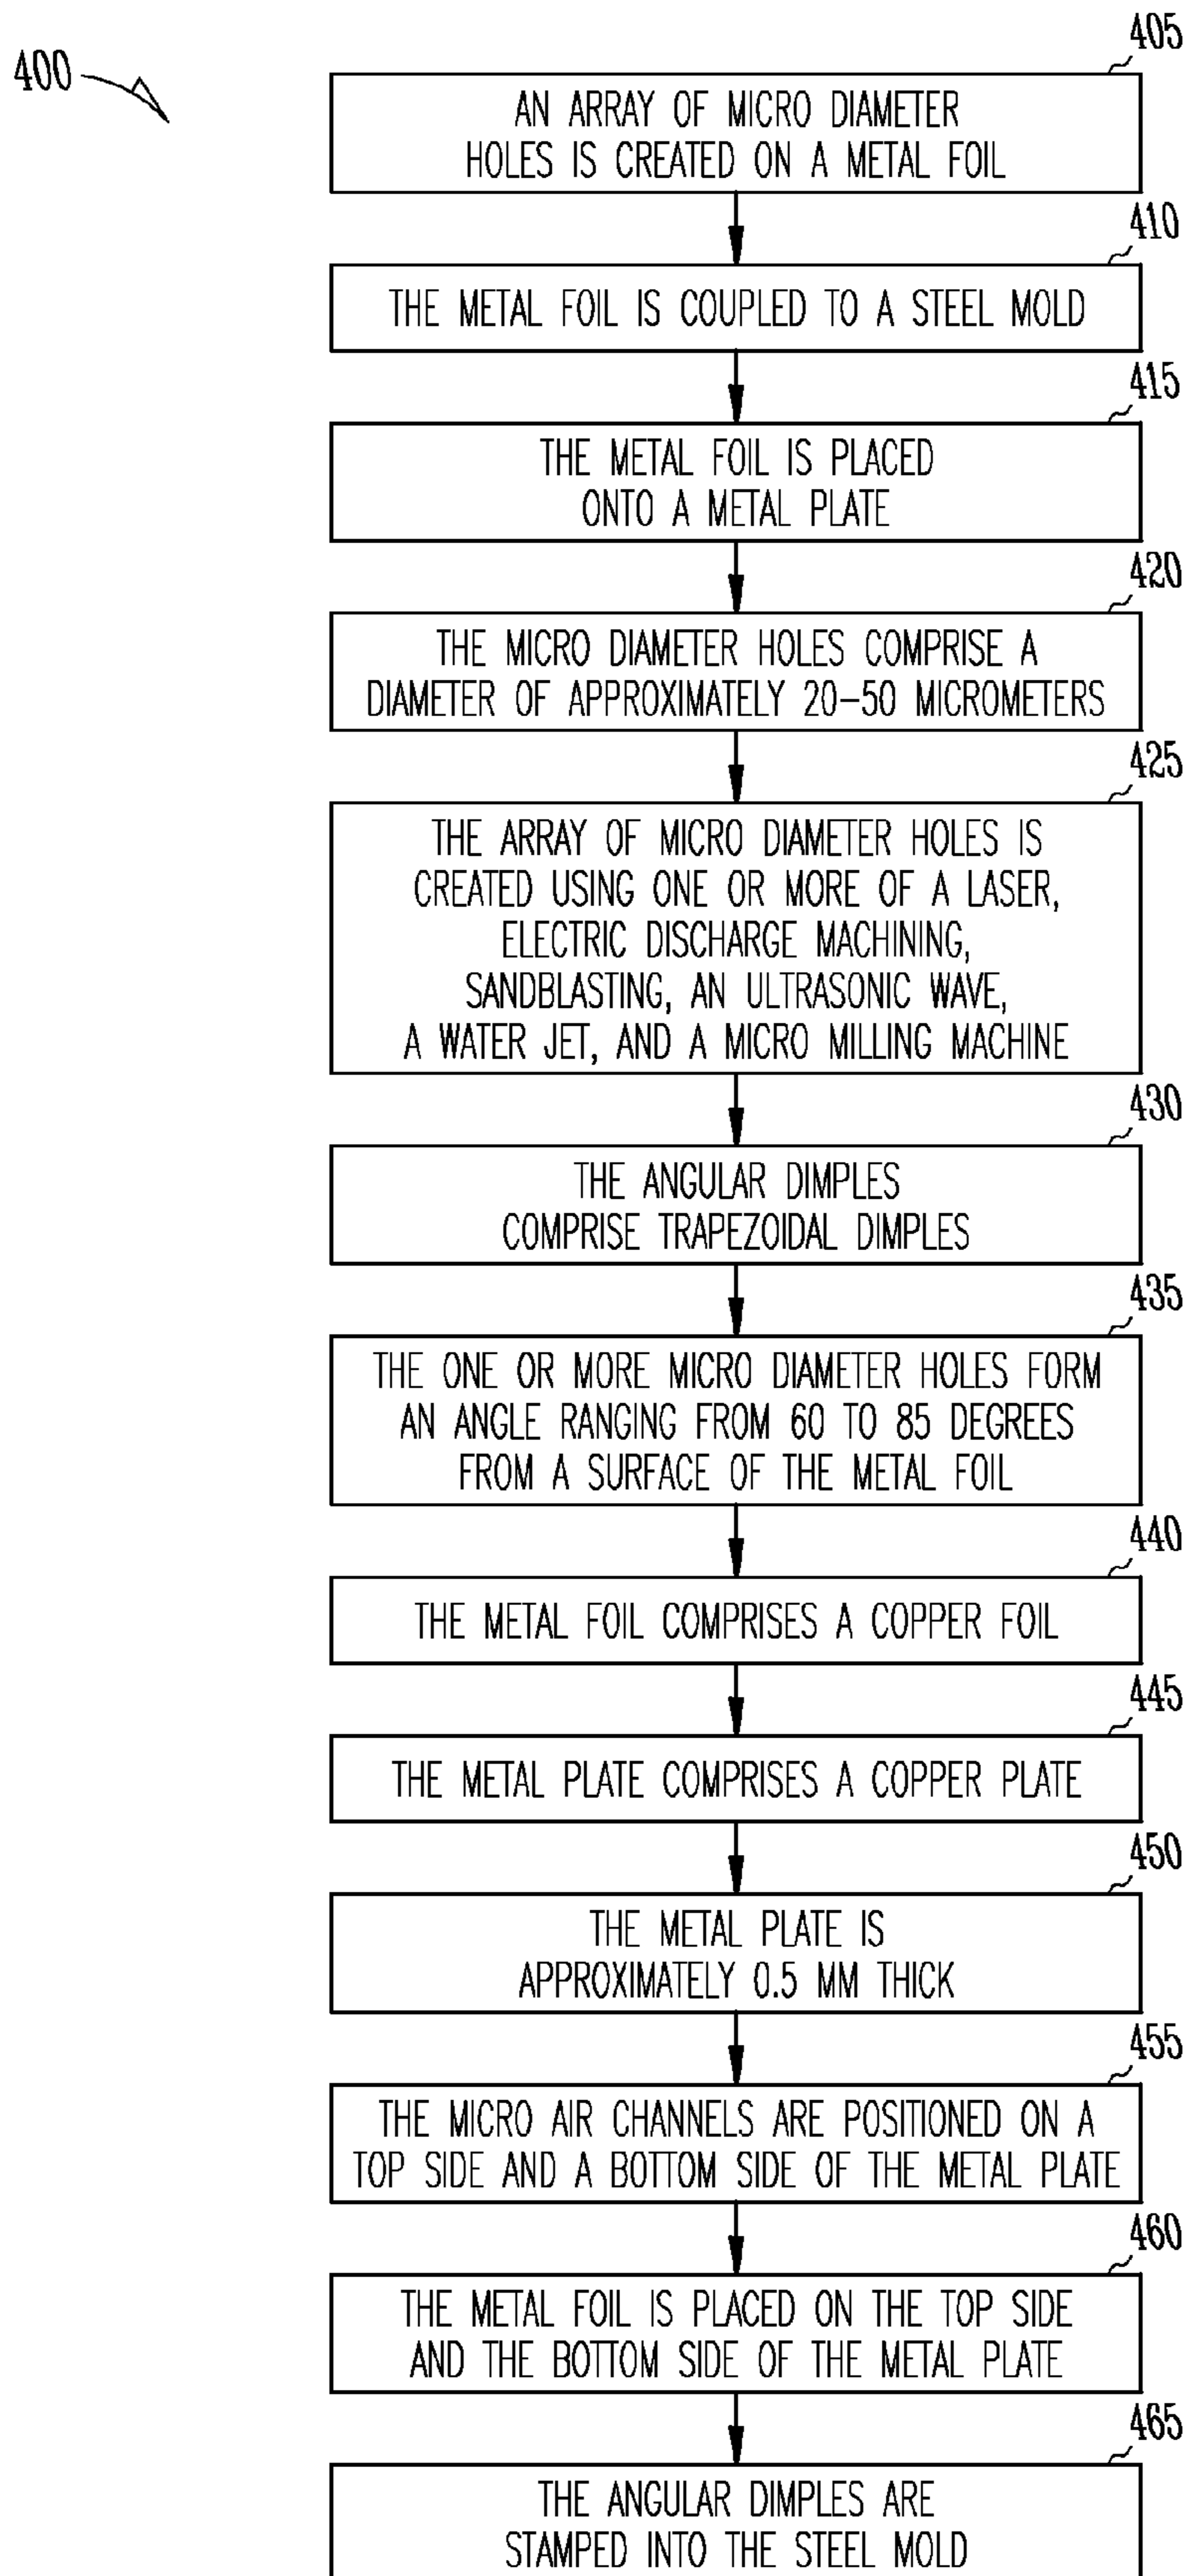 400
405
AN ARRAY OF MICRO DIAMETER
HOLES IS CREATED ON A METAL FOIL
410
THE METAL FOIL IS COUPLED TO A STEEL MOLD
415
THE METAL FOIL IS PLACED
ONTO A METAL PLATE
420
THE MICRO DIAMETER HOLES COMPRISE A
DIAMETER OF APPROXIMATELY 20-50 MICROMETERS
425
THE ARRAY OF MICRO DIAMETER HOLES IS
CREATED USING ONE OR MORE OF A LASER,
ELECTRIC DISCHARGE MACHINING,
SANDBLASTING, AN ULTRASONIC WAVE,
A WATER JET, AND A MICRO MILLING MACHINE
430
THE ANGULAR DIMPLES
COMPRISE TRAPEZOIDAL DIMPLES
435
THE ONE OR MORE MICRO DIAMETER HOLES FORM
AN ANGLE RANGING FROM 60 TO 85 DEGREES
FROM A SURFACE OF THE METAL FOIL
440
THE METAL FOIL COMPRISES A COPPER FOIL
445
THE METAL PLATE COMPRISES A COPPER PLATE
450
THE METAL PLATE IS
APPROXIMATELY 0.5 MM THICK
455
THE MICRO AIR CHANNELS ARE POSITIONED ON A
TOP SIDE AND A BOTTOM SIDE OF THE METAL PLATE
460
THE METAL FOIL IS PLACED ON THE TOP SIDE
AND THE BOTTOM SIDE OF THE METAL PLATE
465
THE ANGULAR DIMPLES ARE
STAMPED INTO THE STEEL MOLD